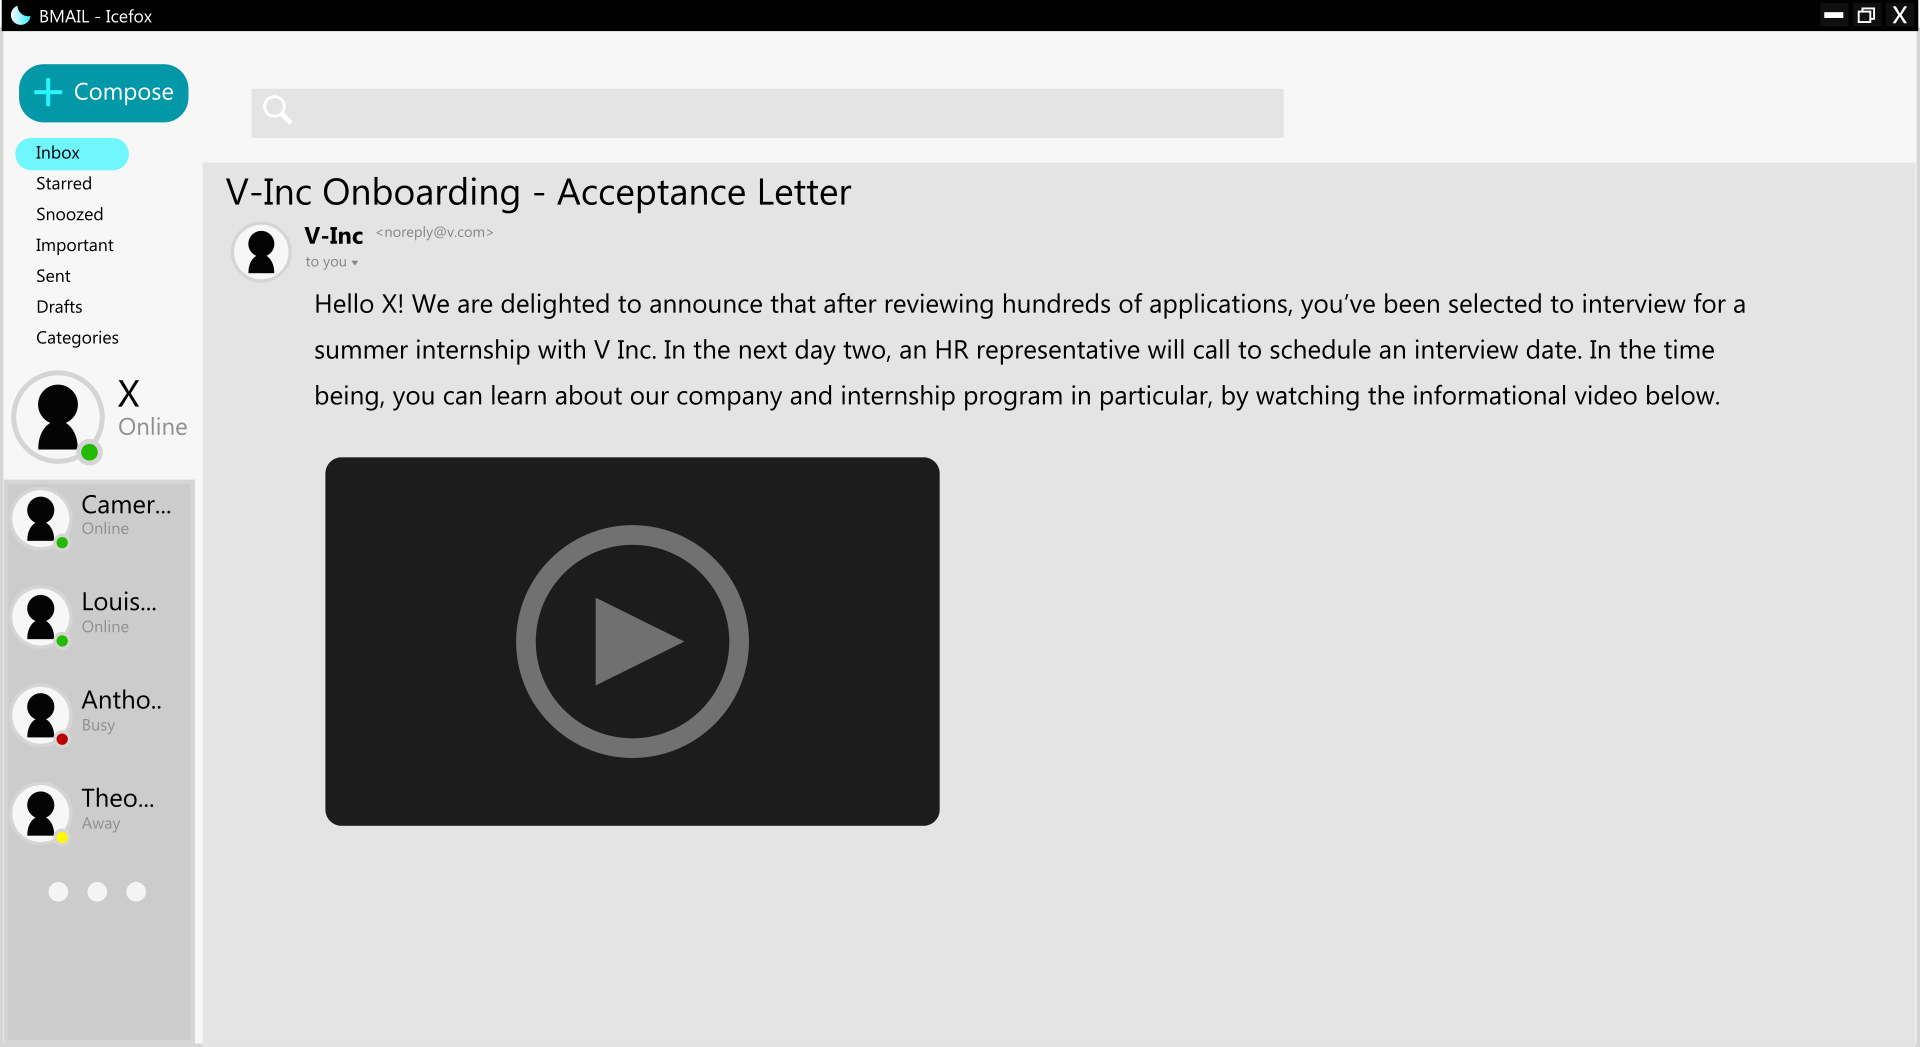 BMAIL - Icefox
X
Compose
Inbox
Starred
Snoozed
Important
Sent
Drafts
Categories
X
Online
Camer...
Online
Louis...
Online
Antho..
Busy
Theo...
Away
V-Inc Onboarding - Acceptance Letter
V-Inc <noreply@v.com>
to you
Hello X! We are delighted to announce that after reviewing hundreds of applications, you’ve been selected to interview for a
summer internship with V Inc. In the next day two, an HR representative will call to schedule an interview date. In the time
being, you can learn about our company and internship program in particular, by watching the informational video below.